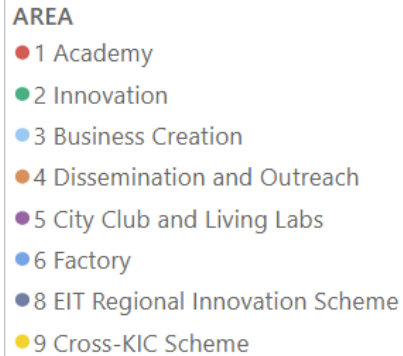 AREA
1 Academy
2 Innovation
3 Business Creation
4 Dissemination and Outreach
5 City Club and Living Labs
6 Factory
8 EIT Regional Innovation Scheme
9 Cross-KIC Scheme